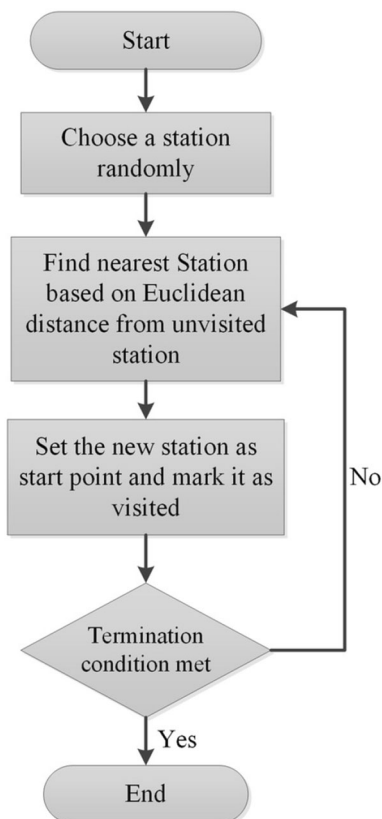 Start
Choose a station
randomly
Find nearest Station
based on Euclidean
distance from unvisited
station
Set the new station as
start point and mark it as
visited
No
Termination
condition met
Yes
End